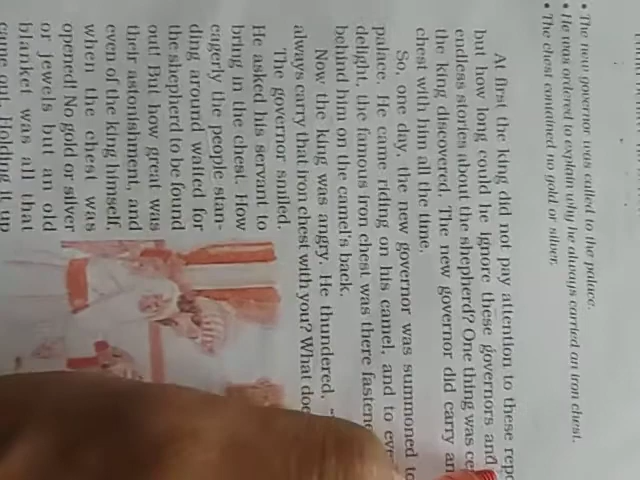 • The new governor was called to the palace.
• He was ordered to explain why he always carried an iron chest.
• The chest contained no gold or silver.
At first the king did not pay attention to these
but how long could he ignore these governors and
endless stories about the shepherd? One thing was
the king discovered. The new governor did carry an
chest with him all the time.
So, one day, the new governor was summoned to
palace. He came riding on his camel, and to
delight, the famous iron chest was there
behind him on the camel's back.
Now the king was angry. He thundered,
always carry that iron chest with you? What
The governor smiled.
He asked his servant to
bring in the chest. How
eagerly the people stan-
ding around waited for
the shepherd to be found
out! But how great was
their astonishment, and
even of the king himself,
when the chest was
opened! No gold or silver
or jewels but an old
blanket was all that
came out. Holding it up